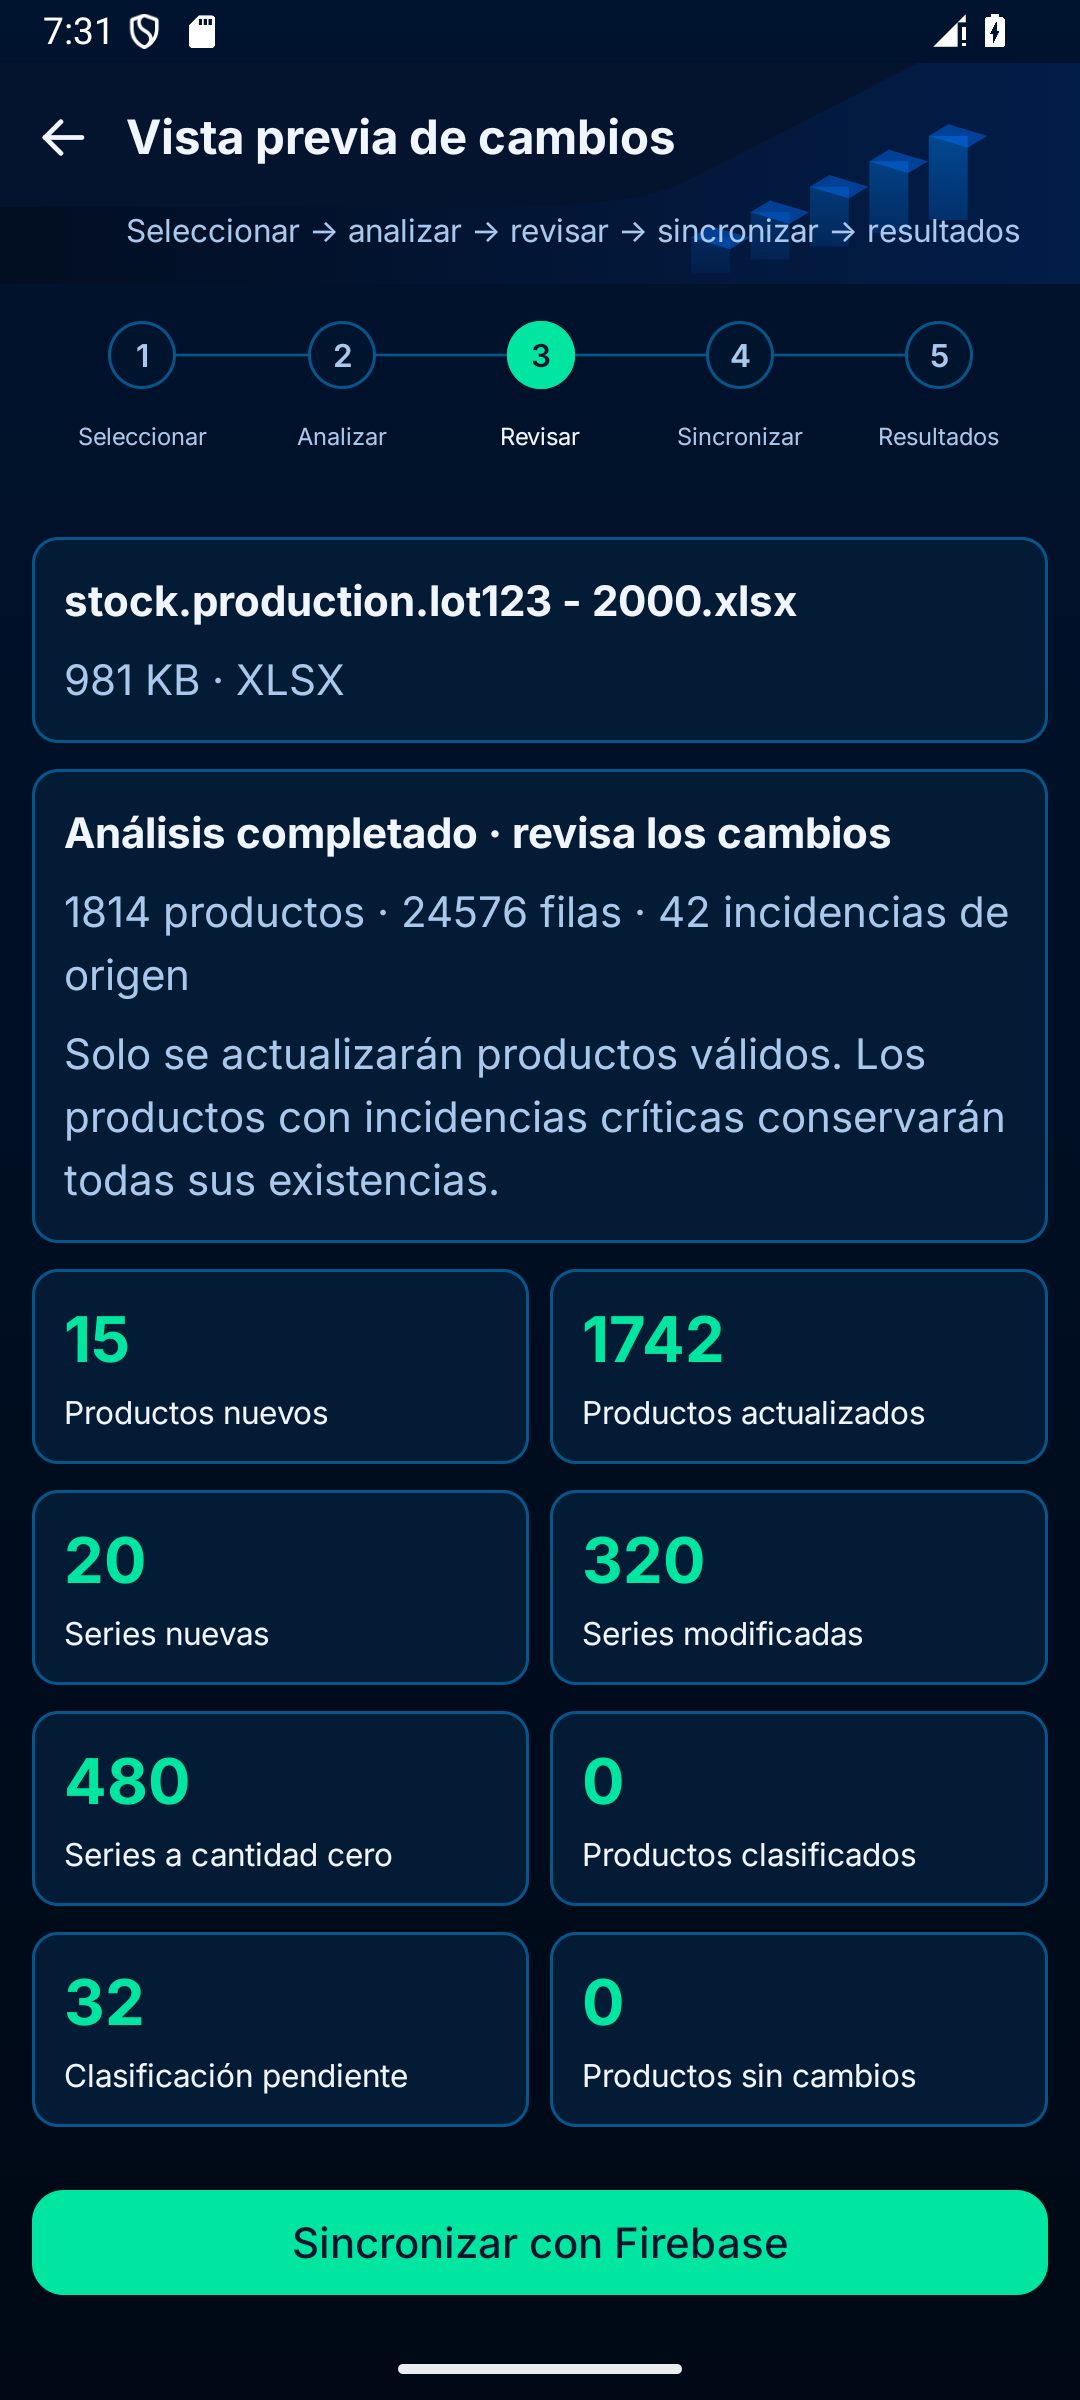 7:31
Vista previa de cambios
Seleccionar → analizar → revisar → sincronizar → resultados
1
2
3
4
5
Seleccionar
Analizar
Revisar
Sincronizar
Resultados
stock.production.lot123 - 2000.xlsx
981 KB · XLSX
Análisis completado · revisa los cambios
1814 productos · 24576 filas · 42 incidencias de
origen
Solo se actualizarán productos válidos. Los
productos con incidencias críticas conservarán
todas sus existencias.
15
Productos nuevos
1742
Productos actualizados
20
Series nuevas
320
Series modificadas
480
Series a cantidad cero
0
Productos clasificados
32
Clasificación pendiente
0
Productos sin cambios
Sincronizar con Firebase